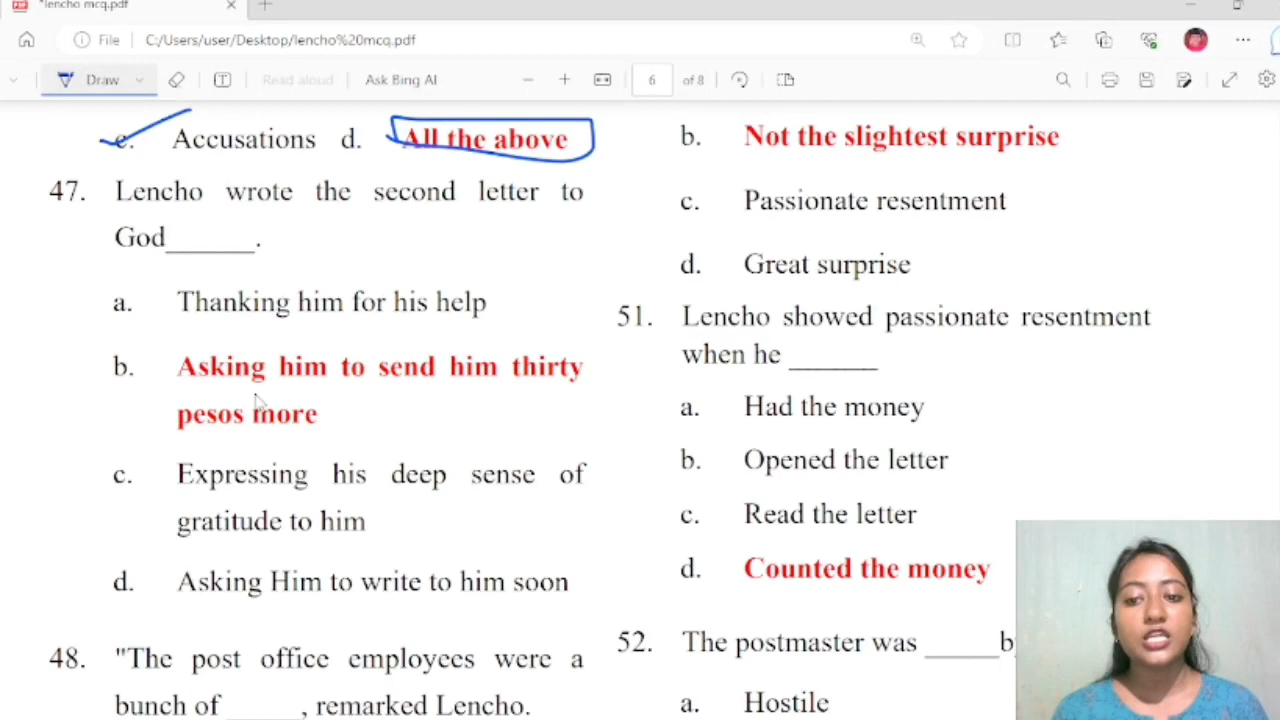 *lencho mcq.pdf
File C:/Users/user/Desktop/lencho%20mcq.pdf
Draw Read aloud Ask Bing AI 6 of 8
c. Accusations d. All the above
47. Lencho wrote the second letter to
God______.
a. Thanking him for his help
b. Asking him to send him thirty
pesos more
c. Expressing his deep sense of
gratitude to him
d. Asking Him to write to him soon
48. "The post office employees were a
bunch of _____, remarked Lencho.
b. Not the slightest surprise
c. Passionate resentment
d. Great surprise
51. Lencho showed passionate resentment
when he ______
a. Had the money
b. Opened the letter
c. Read the letter
d. Counted the money
52. The postmaster was _____b
a. Hostile